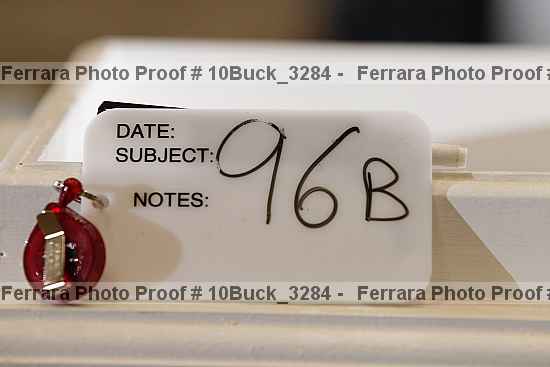 Ferrara Photo Proof # 10Buck_3284 - Ferrara Photo Proof #
DATE:
SUBJECT: 96B
NOTES:
Ferrara Photo Proof # 10Buck_3284 - Ferrara Photo Proof #